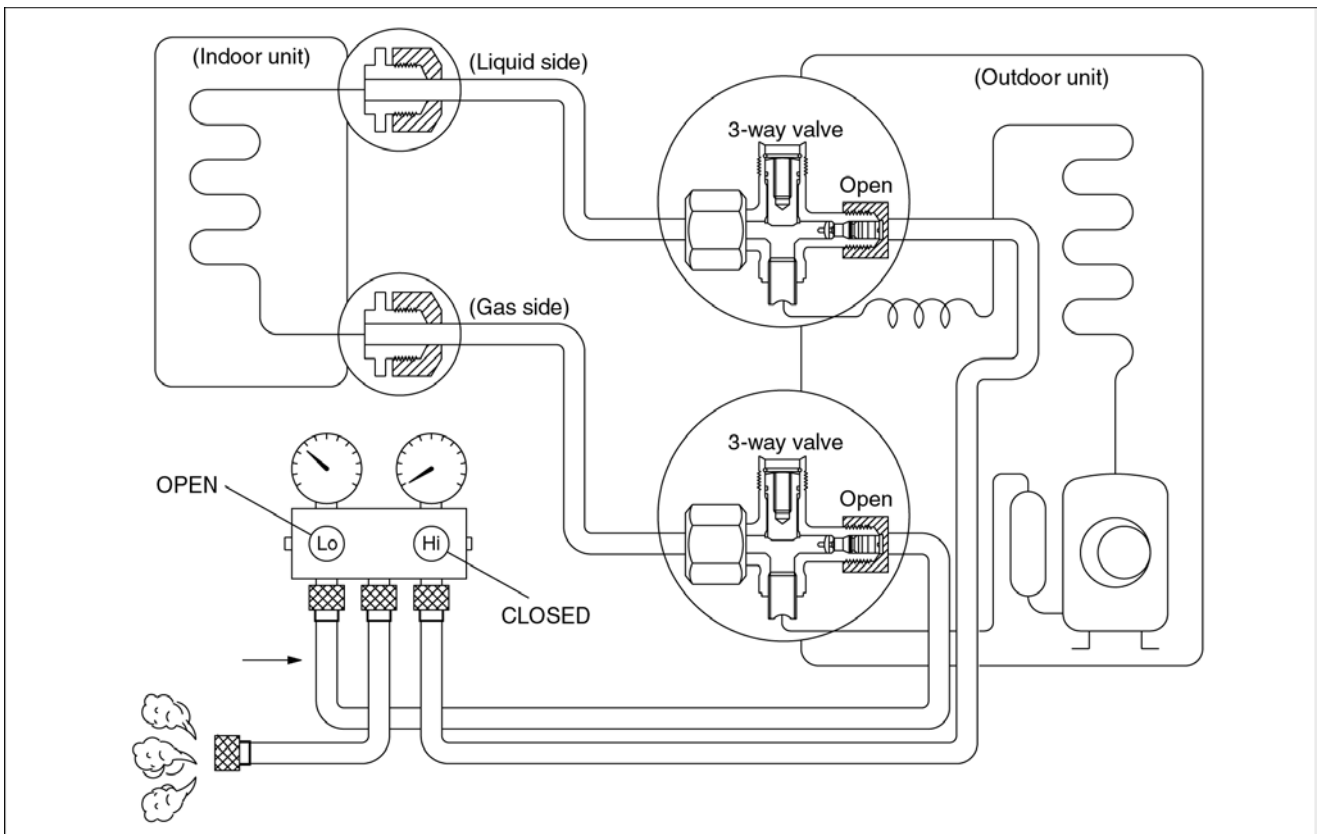 (Indoor unit)
(Liquid side)
(Outdoor unit)
3-way valve
Open
(Gas side)
3-way valve
Open
OPEN
Lo
Hi
CLOSED